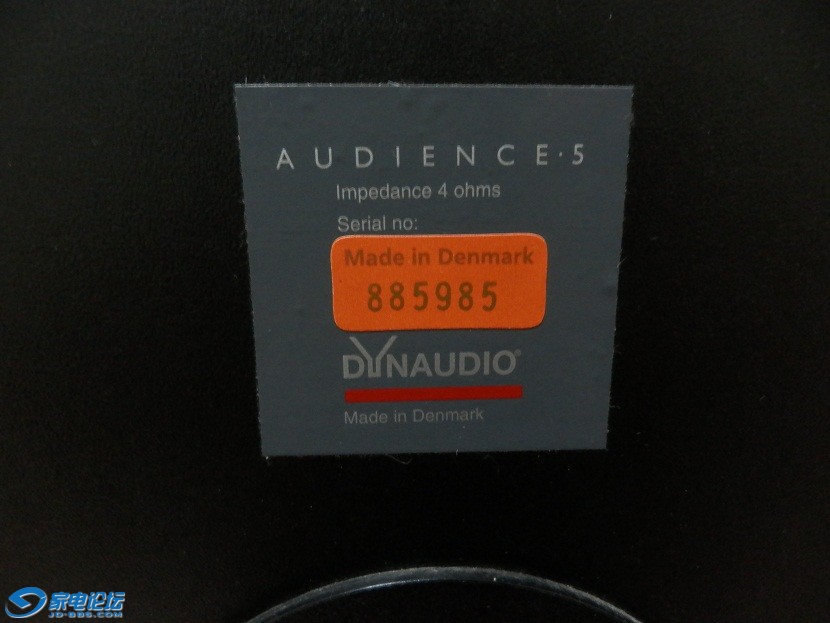 AUDIENCE·5
Impedance 4 ohms
Serial no:
Made in Denmark
885985
DYNAUDIO®
Made in Denmark
家电论坛
JD-BBS.COM